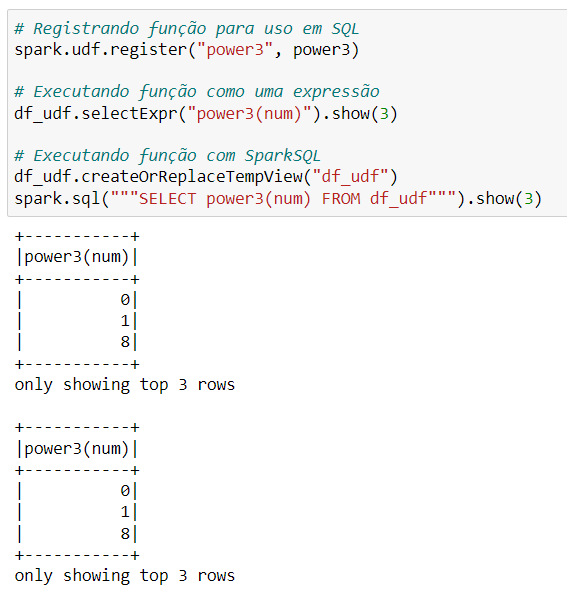 # Registrando função para uso em SQL
spark.udf.register("power3", power3)
# Executando função como uma expressão
df_udf.selectExpr("power3(num)").show(3)
# Executando função com SparkSQL
df_udf.createOrReplaceTempView("df_udf")
spark.sql("""SELECT power3(num) FROM df_udf""").show(3)
+-----------+
|power3(num)|
+-----------+
|          0|
|          1|
|          8|
+-----------+
only showing top 3 rows
+-----------+
|power3(num)|
+-----------+
|          0|
|          1|
|          8|
+-----------+
only showing top 3 rows